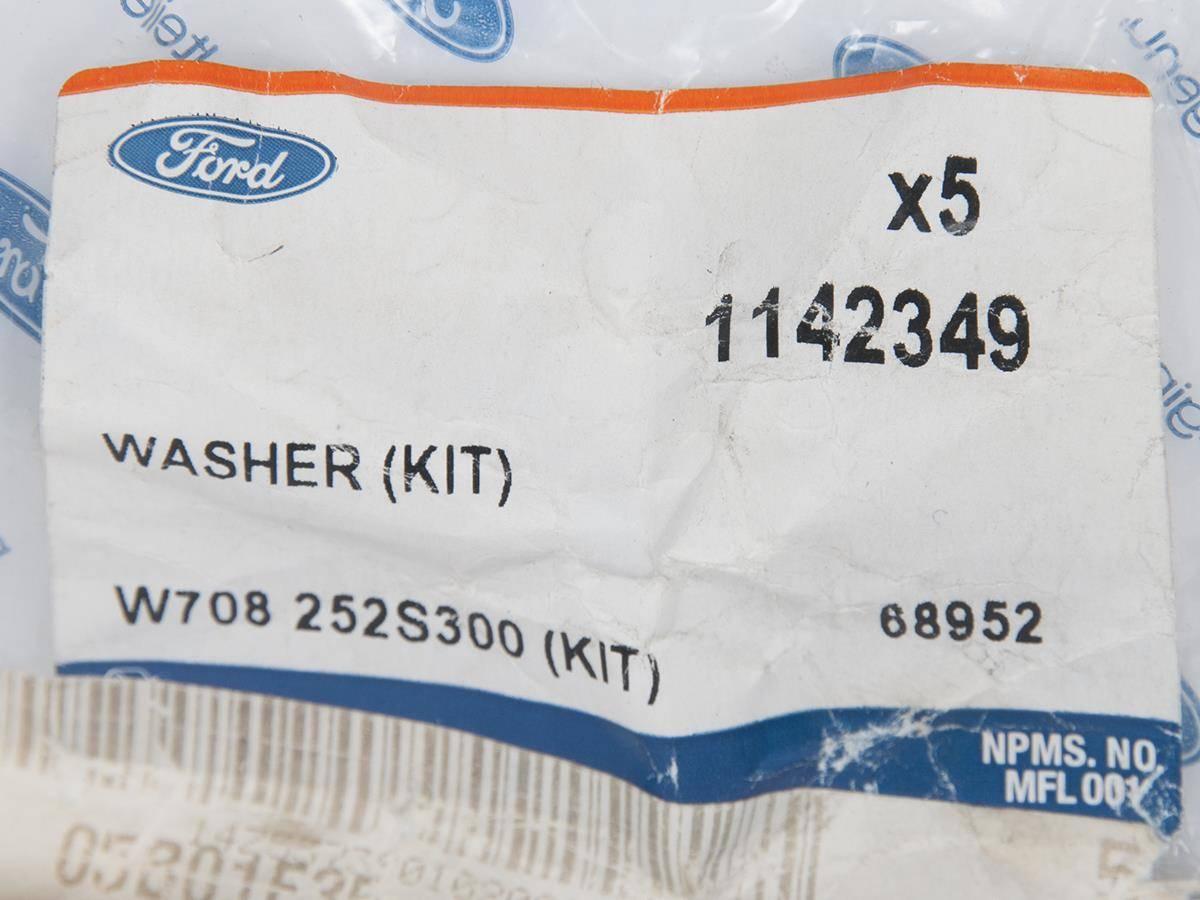 Ford
x5
1142349
WASHER (KIT)
W708 252S300 (KIT)
68952
NPMS. NO
MFL 001